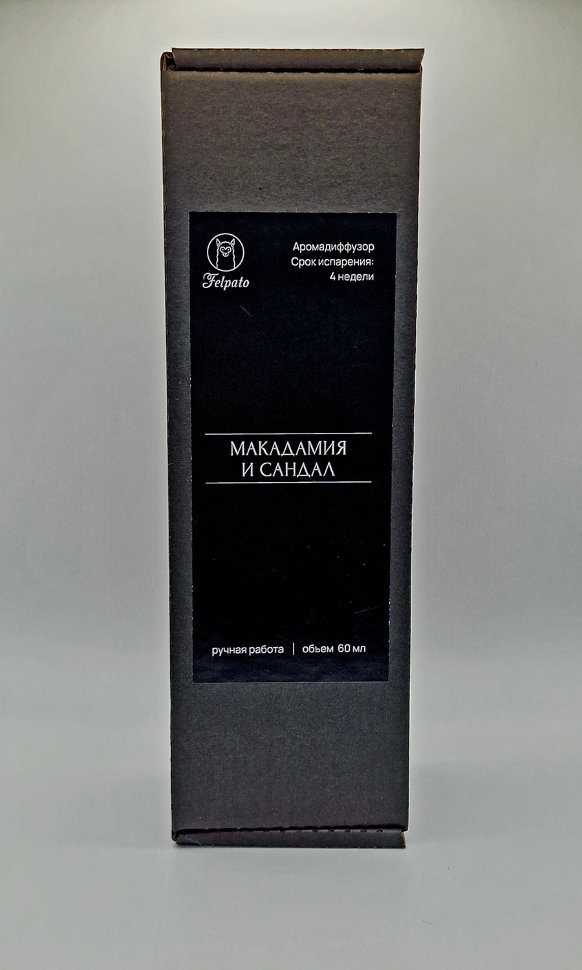 Felpato
Аромадиффузор
Срок испарения:
4 недели
МАКАДАМИЯ
И САНДАЛ
ручная работа | объем 60 мл